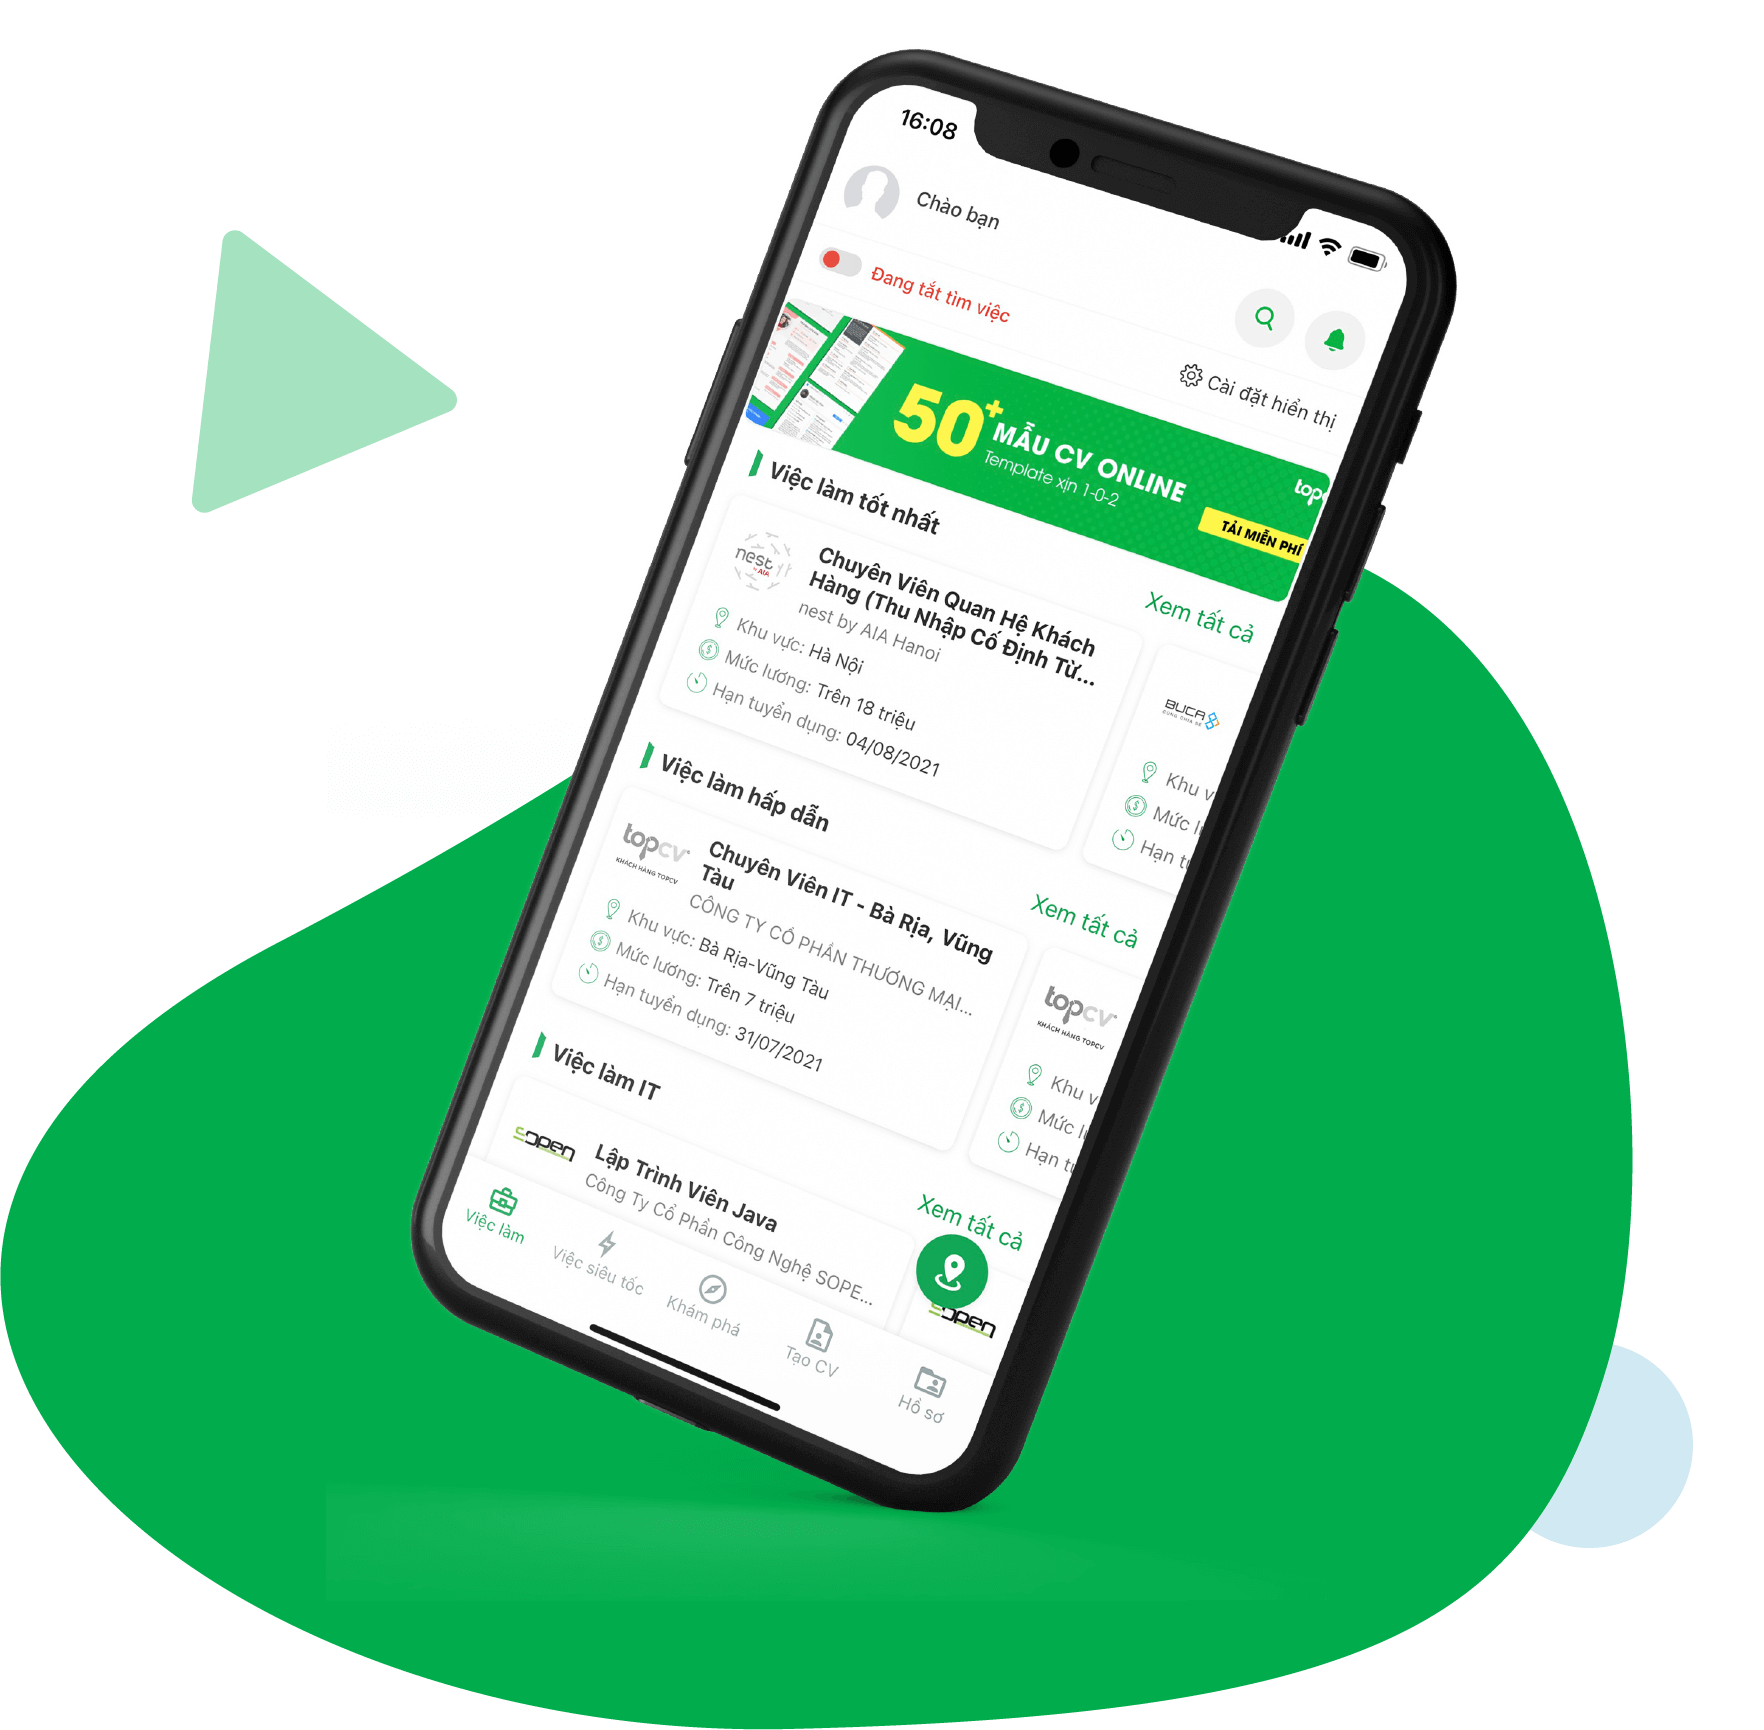 16:08
Chào bạn
Đang tắt tìm việc
Cài đặt hiển thị
50+
MẪU CV ONLINE
Template xịn 1-0-2
topc
TẢI MIỄN PHÍ
Việc làm tốt nhất
Xem tất cả
nest
by AIA
Chuyên Viên Quan Hệ Khách
Hàng (Thu Nhập Cố Định Từ...
nest by AIA Hanoi
Khu vực: Hà Nội
Mức lương: Trên 18 triệu
Hạn tuyển dụng: 04/08/2021
BUCA
CÙNG CHIA SẺ
Khu v
Mức l
Hạn t
Việc làm hấp dẫn
Xem tất cả
topcv
KHÁCH HÀNG TOPCV
Chuyên Viên IT - Bà Rịa, Vũng
Tàu
CÔNG TY CỔ PHẦN THƯƠNG MẠI...
Khu vực: Bà Rịa-Vũng Tàu
Mức lương: Trên 7 triệu
Hạn tuyển dụng: 31/07/2021
topcv
KHÁCH HÀNG TOPCV
Khu v
Mức l
Hạn t
Việc làm IT
Xem tất cả
sopen
Lập Trình Viên Java
Công Ty Cổ Phần Công Nghệ SOPE...
sopen
Việc làm
Việc siêu tốc
Khám phá
Tạo CV
Hồ sơ